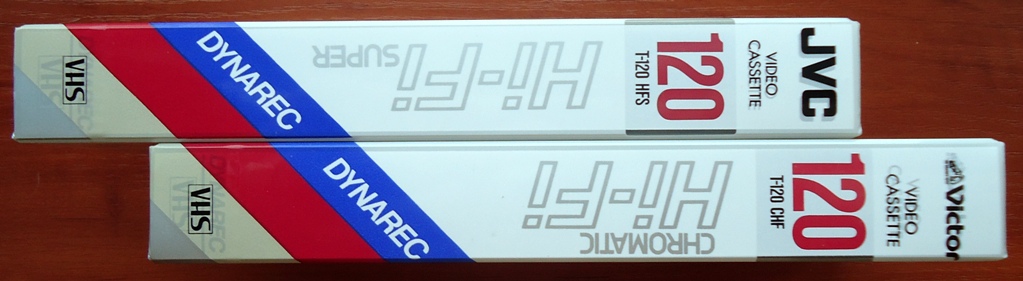 JVC
VIDEO
CASSETTE
120
T-120 HFS
Hi-Fi
SUPER
DYNAREC
VHS
Victor
VIDEO
CASSETTE
120
T-120 CHF
CHROMATIC
Hi-Fi
DYNAREC
VHS